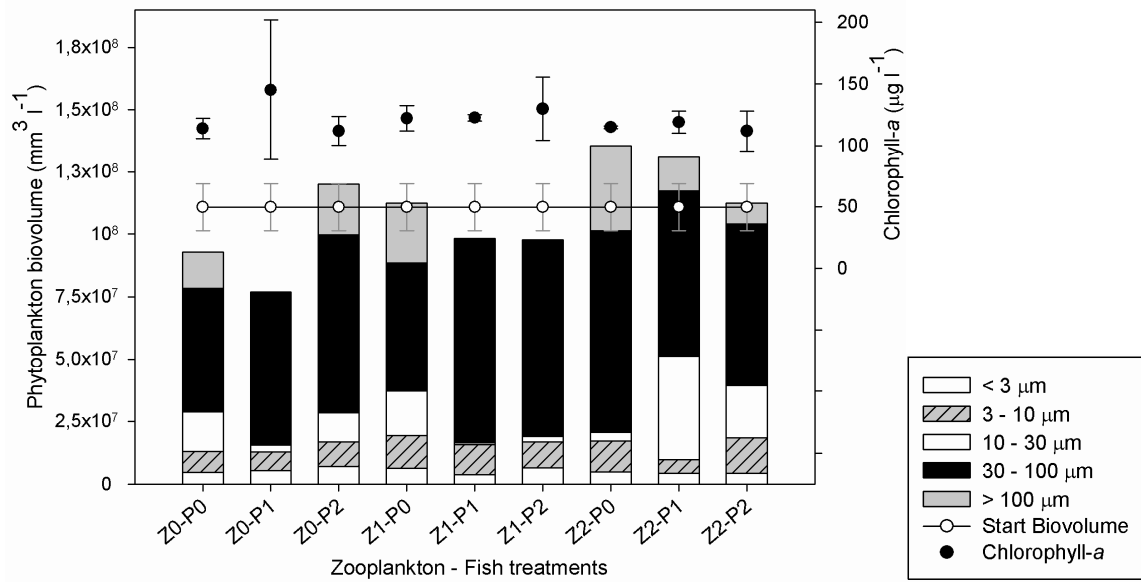 Phytoplankton biovolume (mm³ l⁻¹)
1,8x10⁸
1,5x10⁸
1,3x10⁸
10⁸
7,5x10⁷
5,0x10⁷
2,5x10⁷
0
200
150
100
50
0
Chlorophyll-a (µg l⁻¹)
Z0-P0
Z0-P1
Z0-P2
Z1-P0
Z1-P1
Z1-P2
Z2-P0
Z2-P1
Z2-P2
Zooplankton - Fish treatments
< 3 µm
3 - 10 µm
10 - 30 µm
30 - 100 µm
> 100 µm
Start Biovolume
Chlorophyll-a